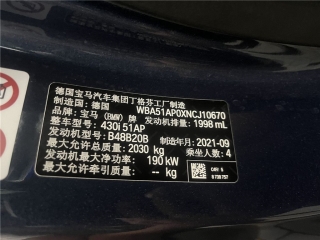 德国宝马汽车集团丁格芬工厂制造
制造国：德国 WBA51AP0XNCJ10670
品牌：宝马（BMW）牌 发动机排量：1998 mL
型号：430i 51AP
发动机型号：B48B20B 制造年月：2021-09
最大允许总质量：2030 kg 乘坐人数：4
发动机最大净功率：190 kW
最大允许牵引质量：-- kg